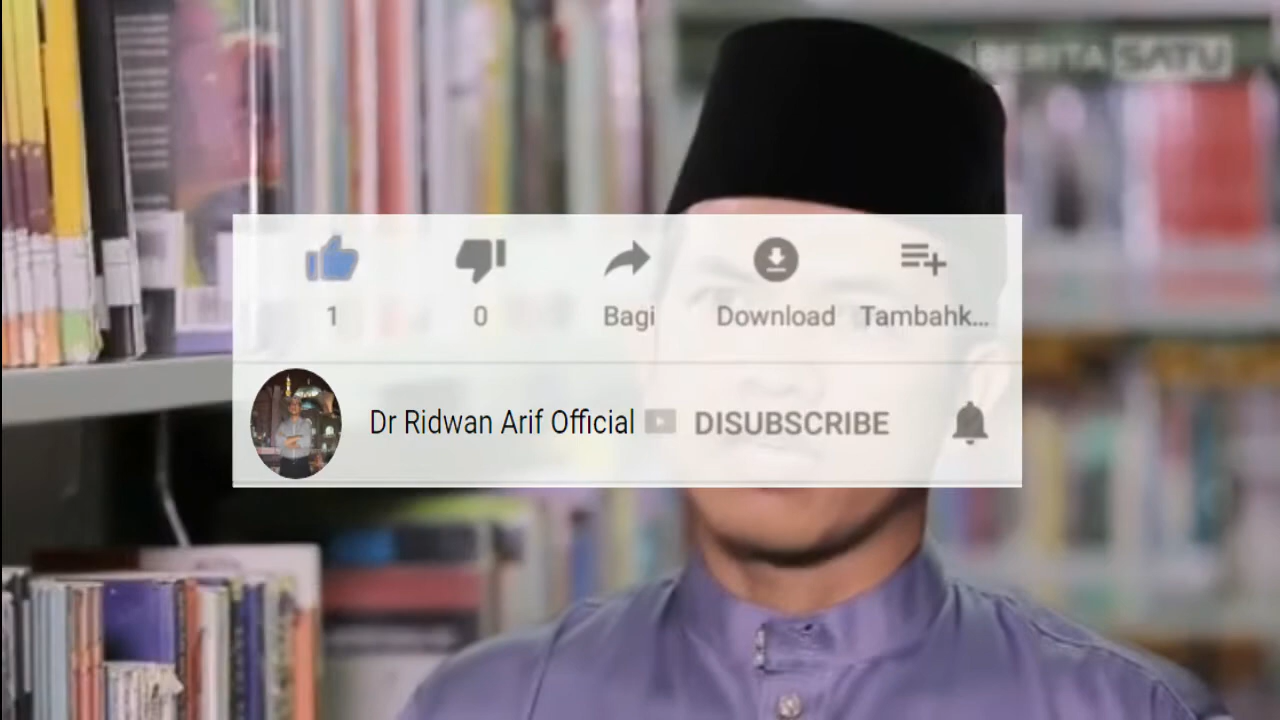 BERITA SATU
1 0 Bagi Download Tambahk...
Dr Ridwan Arif Official DISUBSCRIBE